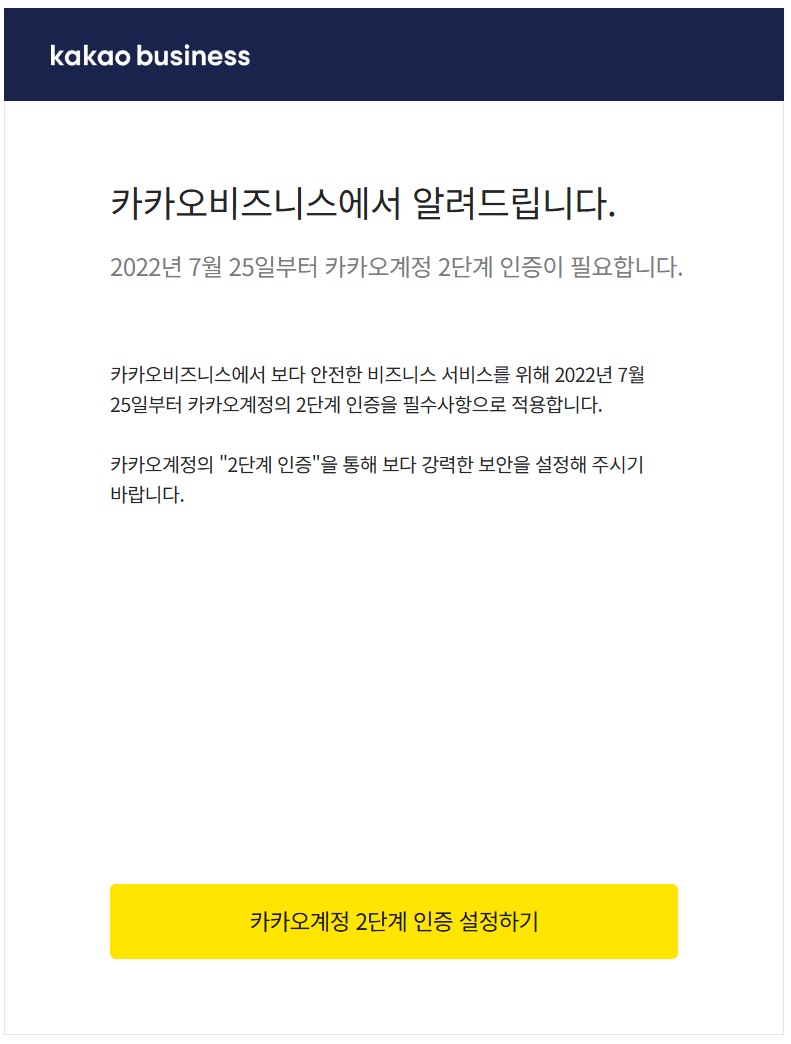 kakao business
카카오비즈니스에서 알려드립니다.
2022년 7월 25일부터 카카오계정 2단계 인증이 필요합니다.
카카오비즈니스에서 보다 안전한 비즈니스 서비스를 위해 2022년 7월
25일부터 카카오계정의 2단계 인증을 필수사항으로 적용합니다.
카카오계정의 "2단계 인증"을 통해 보다 강력한 보안을 설정해 주시기
바랍니다.
카카오계정 2단계 인증 설정하기